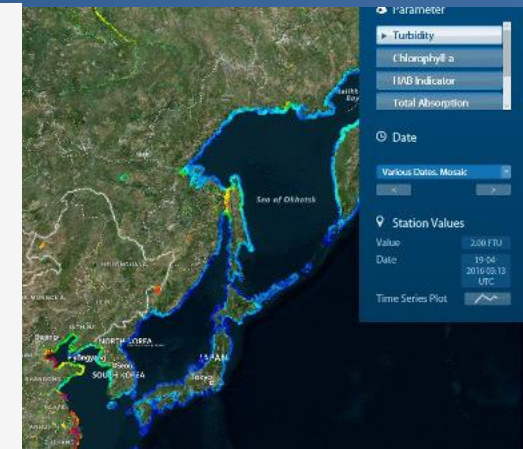 Parameter
Turbidity
Chlorophyll a
HAB Indicator
Total Absorption
Date
Various Dates. Mosaic
<
>
Station Values
Value
2.00 FTU
Date
19-04
2016 03:13
UTC
Time Series Plot
Sea of Okhotsk
Bay
NORTH KOREA
Seoul
SOUTH KOREA
JAPAN
Tokyo